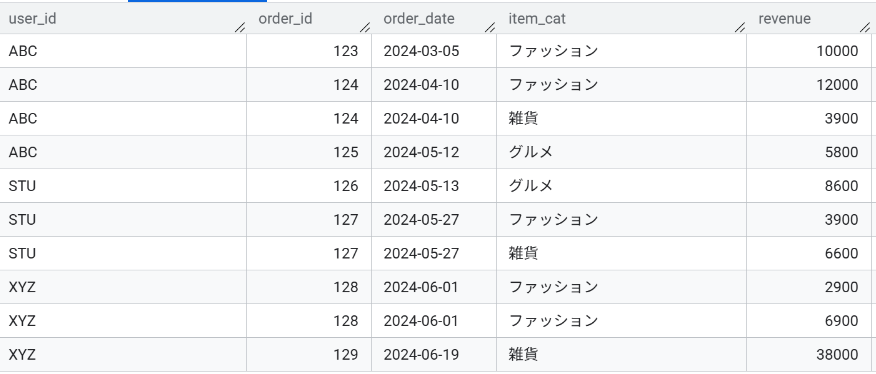 user_id order_id order_date item_cat revenue
ABC 123 2024-03-05 ファッション 10000
ABC 124 2024-04-10 ファッション 12000
ABC 124 2024-04-10 雑貨 3900
ABC 125 2024-05-12 グルメ 5800
STU 126 2024-05-13 グルメ 8600
STU 127 2024-05-27 ファッション 3900
STU 127 2024-05-27 雑貨 6600
XYZ 128 2024-06-01 ファッション 2900
XYZ 128 2024-06-01 ファッション 6900
XYZ 129 2024-06-19 雑貨 38000